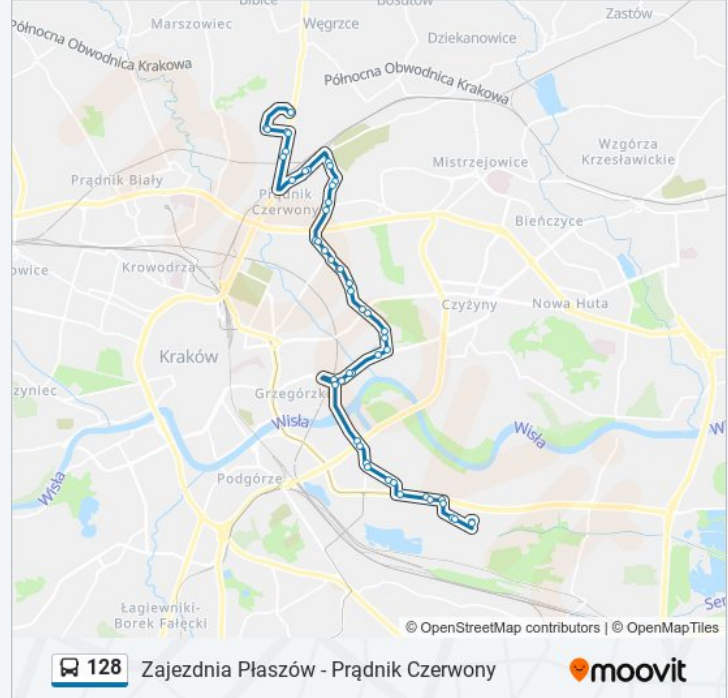 Bibice
Bosutów
Zastów
Marszowiec
Węgrzce
Dziekanowice
Północna Obwodnica Krakowa
Północna Obwodnica Krakowa
Wzgórza
Krzesławickie
Mistrzejowice
Prądnik Biały
Prądnik
Czerwony
Bieńczyce
owice
Krowodrza
Czyżyny
Nowa Huta
Kraków
zyniec
Grzegórzki
Wisła
Wisła
Wi
Wisła
Podgórze
Ser
Łagiewniki-
Borek Fałęcki
© OpenStreetMap contributors | © OpenMapTiles
128 Zajezdnia Płaszów - Prądnik Czerwony
moovit